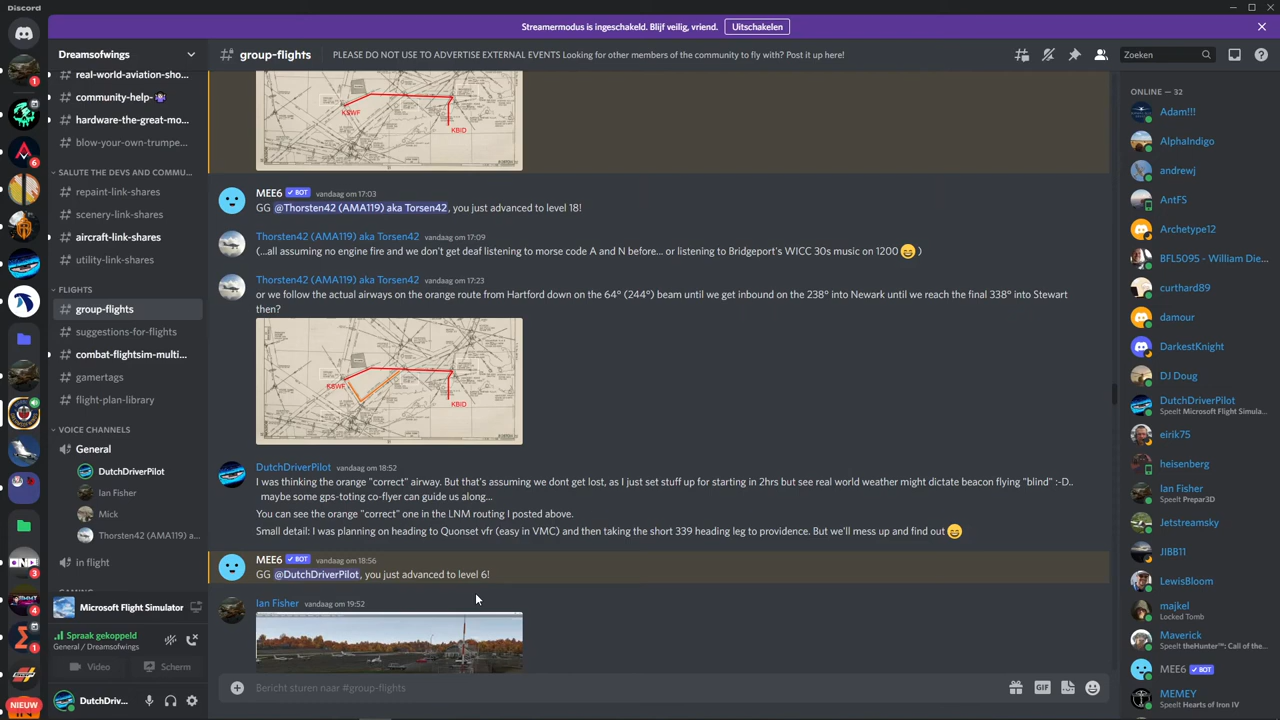 Discord
Streamermodus is ingeschakeld. Blijf veilig, vriend.
Uitschakelen
Dreamsofwings
real-world-aviation-sho...
community-help-
hardware-the-great-mo...
blow-your-own-trumpe...
SALUTE THE DEVS AND COMMU...
repaint-link-shares
scenery-link-shares
aircraft-link-shares
utility-link-shares
FLIGHTS
group-flights
suggestions-for-flights
combat-flightsim-multi...
gamertags
flight-plan-library
VOICE CHANNELS
General
DutchDriverPilot
Ian Fisher
Mick
Thorsten42 (AMA119) a...
in flight
Microsoft Flight Simulator
Spraak gekoppeld
General / Dreamsofwings
Video
Scherm
DutchDriv...
1
6
3
4
1
NIEUW
group-flights
PLEASE DO NOT USE TO ADVERTISE EXTERNAL EVENTS Looking for other members of the community to fly with? Post it up here!
Zoeken
KSWF
KBID
MEE6 BOT vandaag om 17:03
GG @Thorsten42 (AMA119) aka Torsen42, you just advanced to level 18!
Thorsten42 (AMA119) aka Torsen42 vandaag om 17:09
(...all assuming no engine fire and we don't get deaf listening to morse code A and N before... or listening to Bridgeport's WICC 30s music on 1200 )
Thorsten42 (AMA119) aka Torsen42 vandaag om 17:23
or we follow the actual airways on the orange route from Hartford down on the 64° (244°) beam until we get inbound on the 238° into Newark until we reach the final 338° into Stewart
then?
KSWF
KBID
DutchDriverPilot vandaag om 18:52
I was thinking the orange "correct" airway. But that's assuming we dont get lost, as I just set stuff up for starting in 2hrs but see real world weather might dictate beacon flying "blind" :-D..
maybe some gps-toting co-flyer can guide us along...
You can see the orange "correct" one in the LNM routing I posted above.
Small detail: I was planning on heading to Quonset vfr (easy in VMC) and then taking the short 339 heading leg to providence. But we'll mess up and find out
MEE6 BOT vandaag om 18:56
GG @DutchDriverPilot, you just advanced to level 6!
Ian Fisher vandaag om 19:52
Bericht sturen naar #group-flights
GIF
ONLINE — 32
Adam!!!
AlphaIndigo
andrewj
AntFS
Archetype12
BFL5095 - William Die...
curthard89
damour
DarkestKnight
DJ Doug
DutchDriverPilot
Speelt Microsoft Flight Simula...
eirik75
heisenberg
Ian Fisher
Speelt Prepar3D
Jetstreamsky
JIBB11
LewisBloom
majkel
Locked Tomb
Maverick
Speelt theHunter™: Call of the...
MEE6 BOT
MEMEY
Speelt Hearts of Iron IV